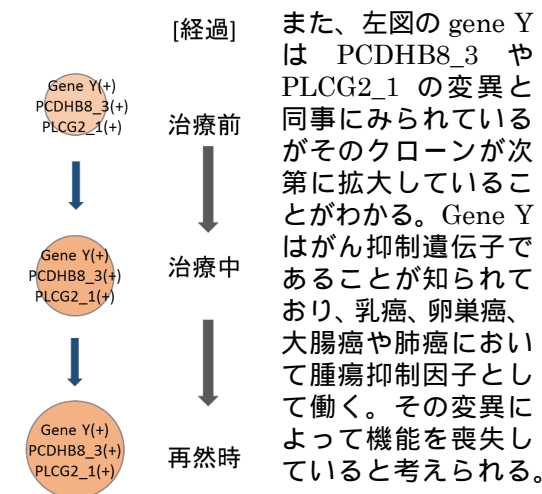 [経過]
Gene Y(+)
PCDHB8_3(+)
PLCG2_1(+)
治療前
Gene Y(+)
PCDHB8_3(+)
PLCG2_1(+)
治療中
Gene Y(+)
PCDHB8_3(+)
PLCG2_1(+)
再然時
また、左図の gene Y
は PCDHB8_3 や
PLCG2_1 の変異と
同事にみられている
がそのクローンが次
第に拡大しているこ
とがわかる。Gene Y
はがん抑制遺伝子で
あることが知られて
おり、乳癌、卵巣癌、
大腸癌や肺癌におい
て腫瘍抑制因子とし
て働く。その変異に
よって機能を喪失し
ていると考えられる。